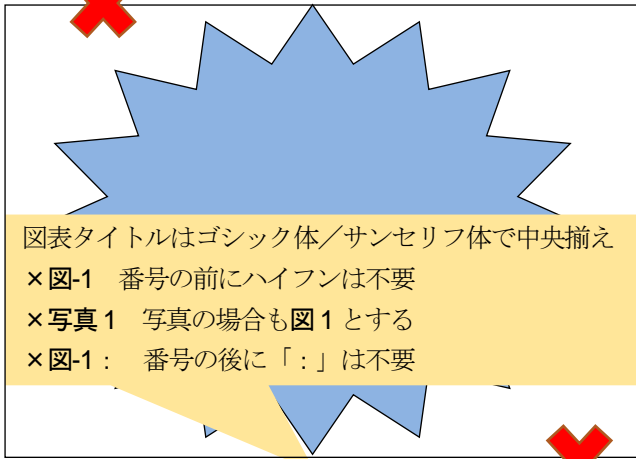 図表タイトルはゴシック体／サンセリフ体で中央揃え
×図-1　番号の前にハイフンは不要
×写真1　写真の場合も図1とする
×図-1：　番号の後に「：」は不要